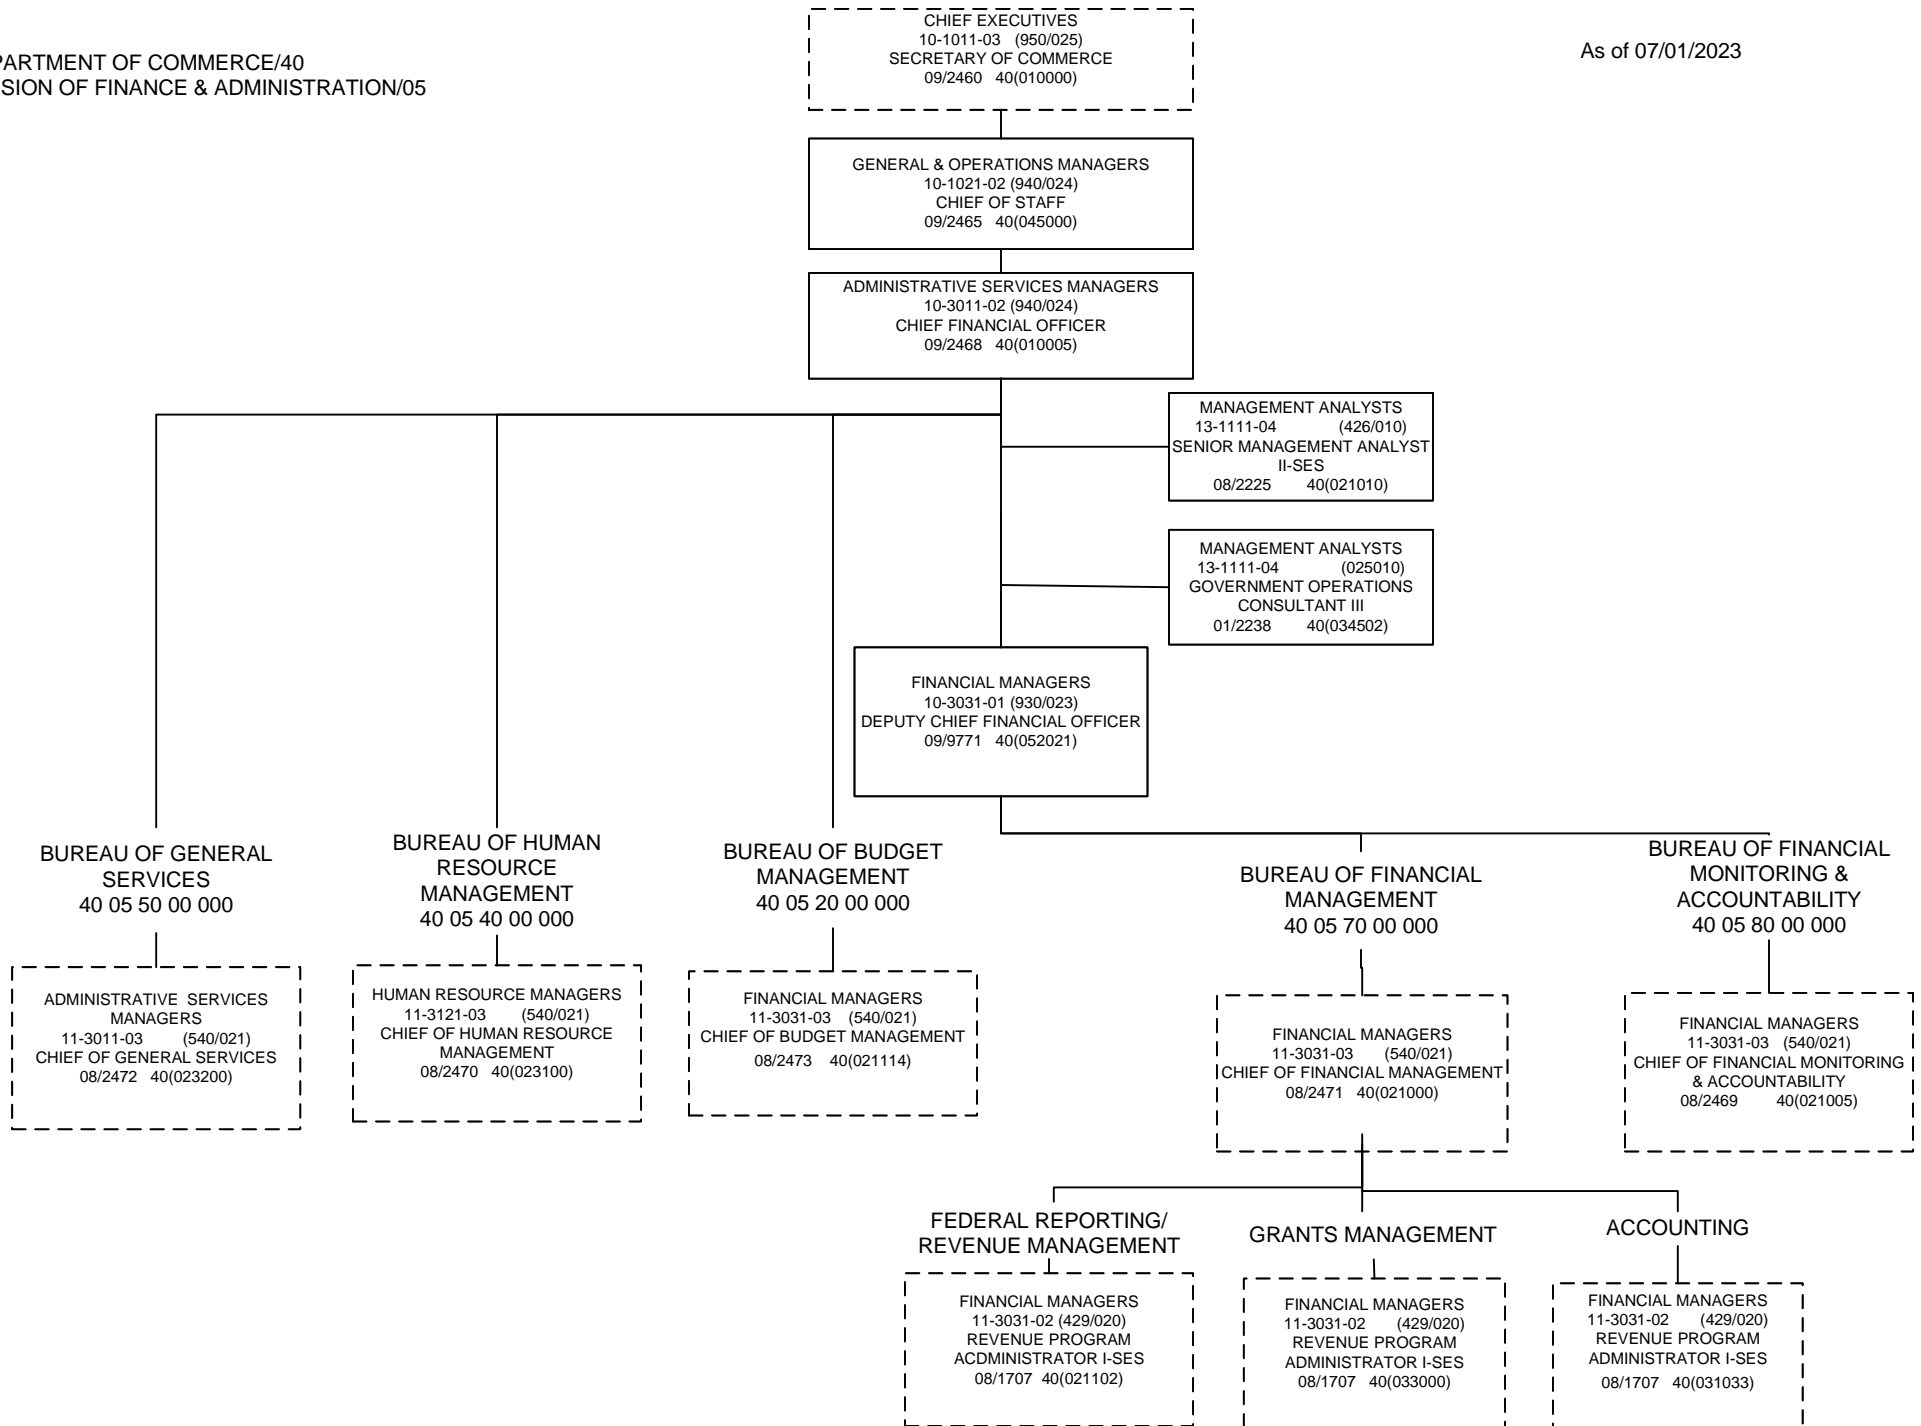 PARTMENT OF COMMERCE/40
SION OF FINANCE & ADMINISTRATION/05
As of 07/01/2023
CHIEF EXECUTIVES
10-1011-03 (950/025)
SECRETARY OF COMMERCE
09/2460 40(010000)
GENERAL & OPERATIONS MANAGERS
10-1021-02 (940/024)
CHIEF OF STAFF
09/2465 40(045000)
ADMINISTRATIVE SERVICES MANAGERS
10-3011-02 (940/024)
CHIEF FINANCIAL OFFICER
09/2468 40(010005)
MANAGEMENT ANALYSTS
13-1111-04 (426/010)
SENIOR MANAGEMENT ANALYST
II-SES
08/2225 40(021010)
MANAGEMENT ANALYSTS
13-1111-04 (025010)
GOVERNMENT OPERATIONS
CONSULTANT III
01/2238 40(034502)
FINANCIAL MANAGERS
10-3031-01 (930/023)
DEPUTY CHIEF FINANCIAL OFFICER
09/9771 40(052021)
BUREAU OF GENERAL
SERVICES
40 05 50 00 000
ADMINISTRATIVE SERVICES
MANAGERS
11-3011-03 (540/021)
CHIEF OF GENERAL SERVICES
08/2472 40(023200)
BUREAU OF HUMAN
RESOURCE
MANAGEMENT
40 05 40 00 000
HUMAN RESOURCE MANAGERS
11-3121-03 (540/021)
CHIEF OF HUMAN RESOURCE
MANAGEMENT
08/2470 40(023100)
BUREAU OF BUDGET
MANAGEMENT
40 05 20 00 000
FINANCIAL MANAGERS
11-3031-03 (540/021)
CHIEF OF BUDGET MANAGEMENT
08/2473 40(021114)
BUREAU OF FINANCIAL
MANAGEMENT
40 05 70 00 000
FINANCIAL MANAGERS
11-3031-03 (540/021)
CHIEF OF FINANCIAL MANAGEMENT
08/2471 40(021000)
BUREAU OF FINANCIAL
MONITORING &
ACCOUNTABILITY
40 05 80 00 000
FINANCIAL MANAGERS
11-3031-03 (540/021)
CHIEF OF FINANCIAL MONITORING
& ACCOUNTABILITY
08/2469 40(021005)
FEDERAL REPORTING/
REVENUE MANAGEMENT
FINANCIAL MANAGERS
11-3031-02 (429/020)
REVENUE PROGRAM
ACDMINISTRATOR I-SES
08/1707 40(021102)
GRANTS MANAGEMENT
FINANCIAL MANAGERS
11-3031-02 (429/020)
REVENUE PROGRAM
ADMINISTRATOR I-SES
08/1707 40(033000)
ACCOUNTING
FINANCIAL MANAGERS
11-3031-02 (429/020)
REVENUE PROGRAM
ADMINISTRATOR I-SES
08/1707 40(031033)